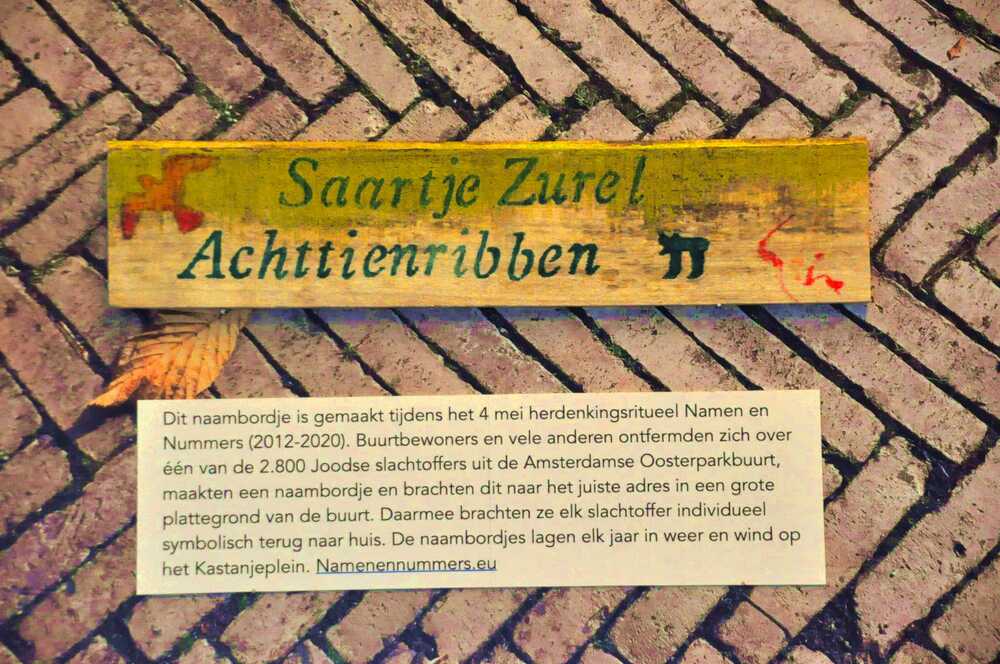 Saartje Zurel
Achttienribben
Dit naambordje is gemaakt tijdens het 4 mei herdenkingsritueel Namen en
Nummers (2012-2020). Buurtbewoners en vele anderen ontfermden zich over
één van de 2.800 Joodse slachtoffers uit de Amsterdamse Oosterparkbuurt,
maakten een naambordje en brachten dit naar het juiste adres in een grote
plattegrond van de buurt. Daarmee brachten ze elk slachtoffer individueel
symbolisch terug naar huis. De naambordjes lagen elk jaar in weer en wind op
het Kastanjeplein. Namenennummers.eu